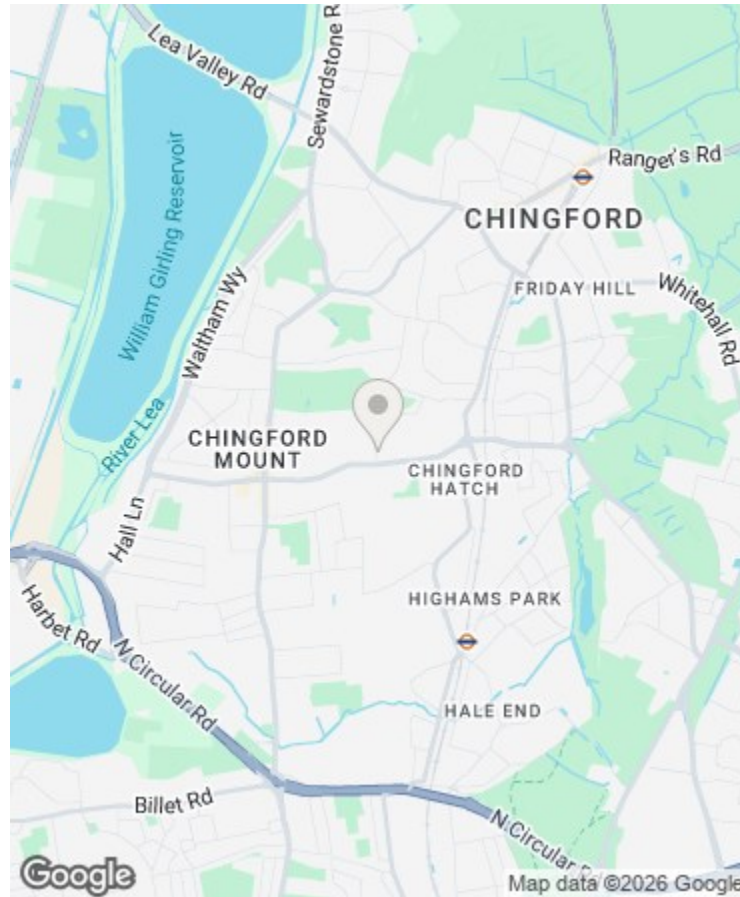 Lea Valley Rd
Sewardstone R
Ranger's Rd
CHINGFORD
William Girling Reservoir
FRIDAY HILL
Whitehall Rd
Waltham Wy
River Lea
CHINGFORD
MOUNT
CHINGFORD
HATCH
Hall Ln
HIGHAMS PARK
Harbet Rd
N Circular Rd
HALE END
Billet Rd
N Circular Rd
Google
Map data ©2026 Google